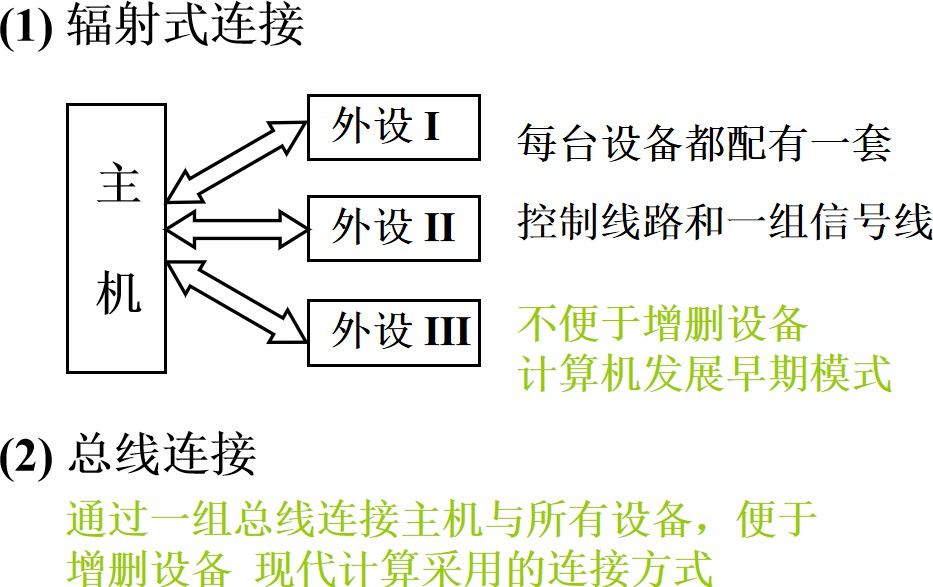 (1) 辐射式连接
主
机
外设 I
外设 II
外设 III
每台设备都配有一套
控制线路和一组信号线
不便于增删设备
计算机发展早期模式
(2) 总线连接
通过一组总线连接主机与所有设备，便于
增删设备 现代计算采用的连接方式